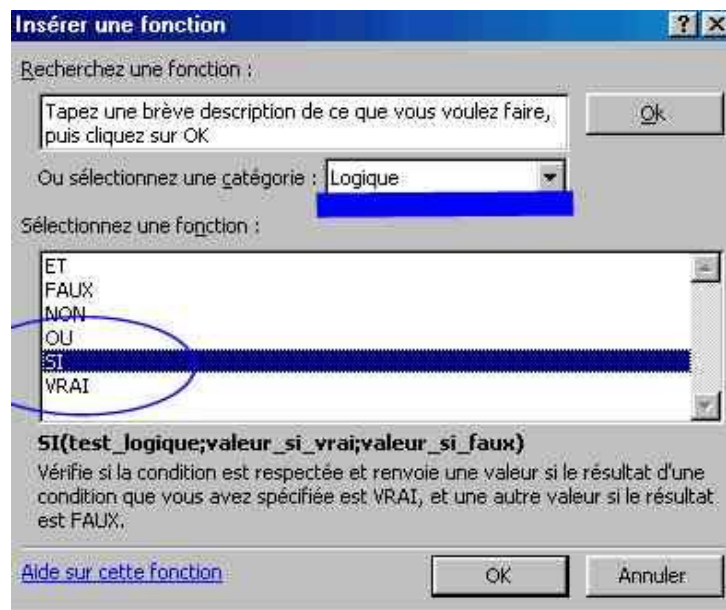 Insérer une fonction
Recherchez une fonction :
Tapez une brève description de ce que vous voulez faire,
puis cliquez sur OK
Ok
Ou sélectionnez une catégorie : Logique
Sélectionnez une fonction :
ET
FAUX
NON
OU
SI
VRAI
SI(test_logique;valeur_si_vrai;valeur_si_faux)
Vérifie si la condition est respectée et renvoie une valeur si le résultat d'une
condition que vous avez spécifiée est VRAI, et une autre valeur si le résultat
est FAUX.
Aide sur cette fonction
OK
Annuler